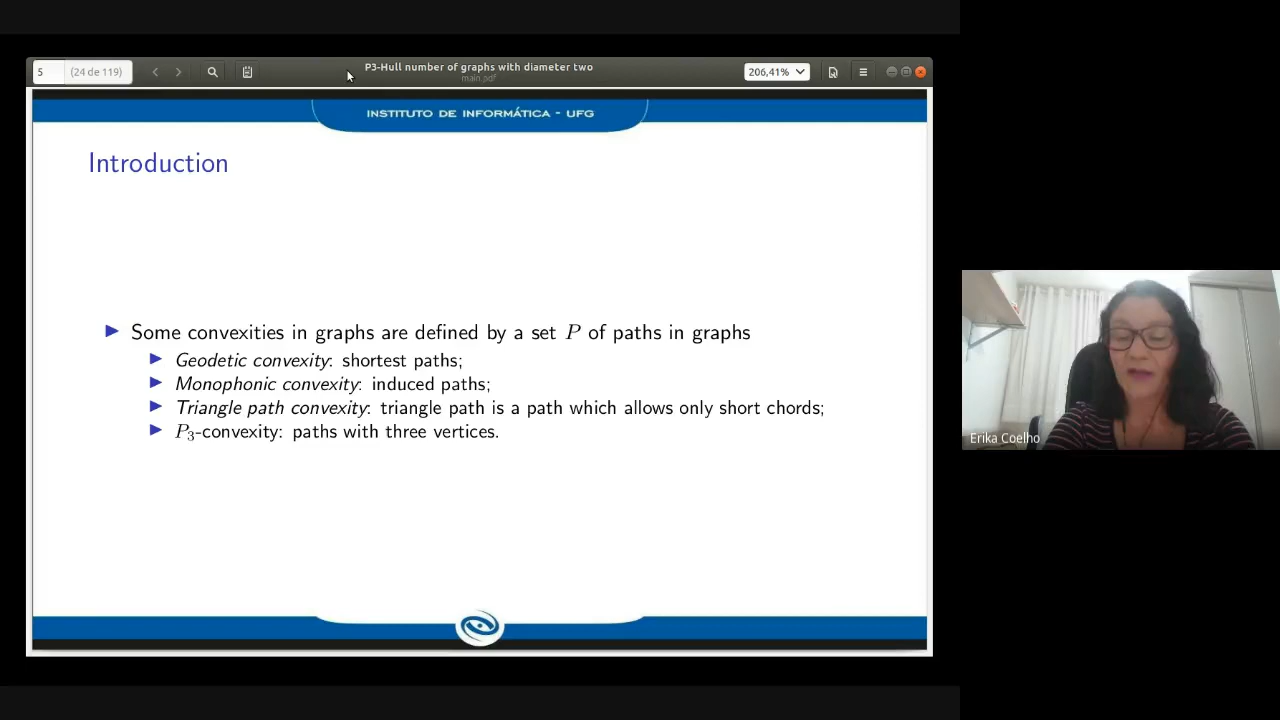 5 (24 de 119)
P3-Hull number of graphs with diameter two
main.pdf
206,41%
INSTITUTO DE INFORMÁTICA - UFG
Introduction
Some convexities in graphs are defined by a set P of paths in graphs
Geodetic convexity: shortest paths;
Monophonic convexity: induced paths;
Triangle path convexity: triangle path is a path which allows only short chords;
P₃-convexity: paths with three vertices.
Erika Coelho